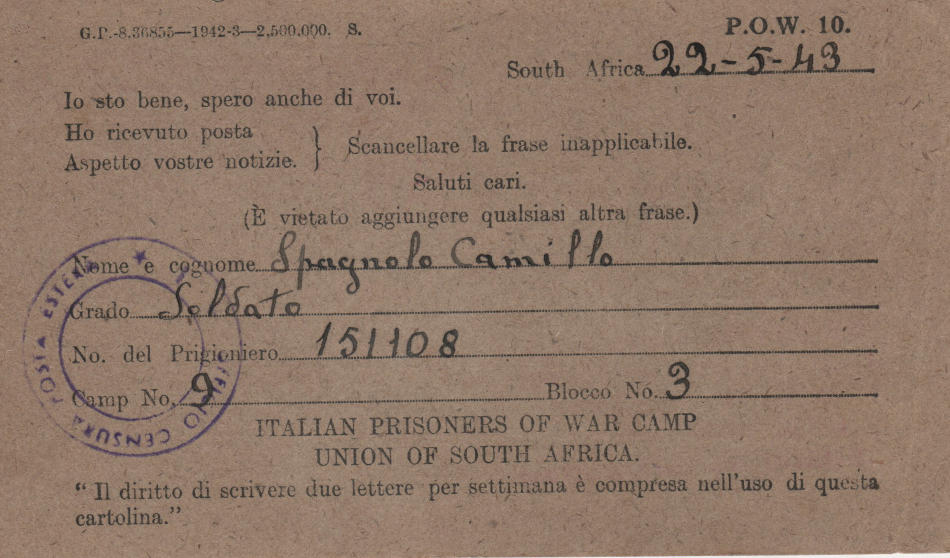 G.P.-8.36855—1942-3—2,500,000. S.
P.O.W. 10.
South Africa 22-5-43
Io sto bene, spero anche di voi.
Ho ricevuto posta
Aspetto vostre notizie. } Scancellare la frase inapplicabile.
Saluti cari.
(È vietato aggiungere qualsiasi altra frase.)
Nome e cognome Spagnolo Camillo
Grado Soldato
No. del Prigioniero 151108
Camp No. 9 Blocco No. 3
ITALIAN PRISONERS OF WAR CAMP
UNION OF SOUTH AFRICA.
“ Il diritto di scrivere due lettere per settimana è compresa nell'uso di questa
cartolina.”
UFFICIO CENSURA POSTA ESTERA